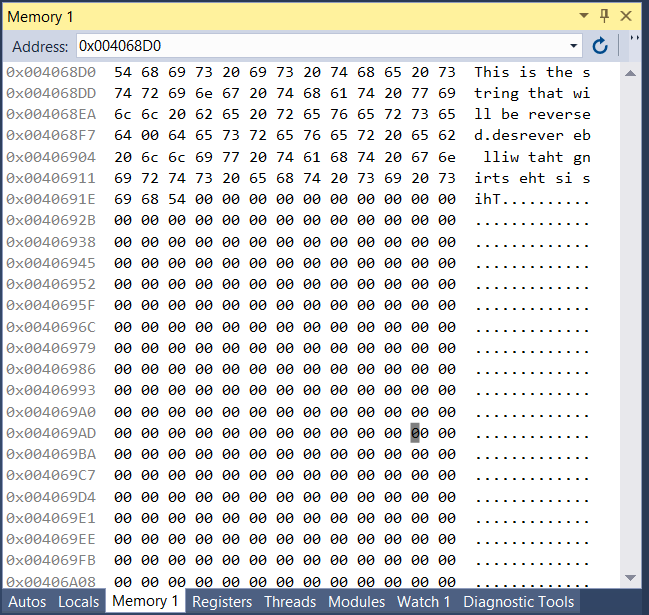 Memory 1
Address: 0x004068D0
0x004068D0 54 68 69 73 20 69 73 20 74 68 65 20 73 This is the s
0x004068DD 74 72 69 6e 67 20 74 68 61 74 20 77 69 tring that wi
0x004068EA 6c 6c 20 62 65 20 72 65 76 65 72 73 65 ll be reverse
0x004068F7 64 00 64 65 73 72 65 76 65 72 20 65 62 d.desrever eb
0x00406904 20 6c 6c 69 77 20 74 61 68 74 20 67 6e  lliw taht gn
0x00406911 69 72 74 73 20 65 68 74 20 73 69 20 73 irts eht si s
0x0040691E 69 68 54 00 00 00 00 00 00 00 00 00 00 ihT..........
0x0040692B 00 00 00 00 00 00 00 00 00 00 00 00 00 .............
0x00406938 00 00 00 00 00 00 00 00 00 00 00 00 00 .............
0x00406945 00 00 00 00 00 00 00 00 00 00 00 00 00 .............
0x00406952 00 00 00 00 00 00 00 00 00 00 00 00 00 .............
0x0040695F 00 00 00 00 00 00 00 00 00 00 00 00 00 .............
0x0040696C 00 00 00 00 00 00 00 00 00 00 00 00 00 .............
0x00406979 00 00 00 00 00 00 00 00 00 00 00 00 00 .............
0x00406986 00 00 00 00 00 00 00 00 00 00 00 00 00 .............
0x00406993 00 00 00 00 00 00 00 00 00 00 00 00 00 .............
0x004069A0 00 00 00 00 00 00 00 00 00 00 00 00 00 .............
0x004069AD 00 00 00 00 00 00 00 00 00 00 00 00 00 .............
0x004069BA 00 00 00 00 00 00 00 00 00 00 00 00 00 .............
0x004069C7 00 00 00 00 00 00 00 00 00 00 00 00 00 .............
0x004069D4 00 00 00 00 00 00 00 00 00 00 00 00 00 .............
0x004069E1 00 00 00 00 00 00 00 00 00 00 00 00 00 .............
0x004069EE 00 00 00 00 00 00 00 00 00 00 00 00 00 .............
0x004069FB 00 00 00 00 00 00 00 00 00 00 00 00 00 .............
0x00406A08 00 00 00 00 00 00 00 00 00 00 00 00 00 .............
Autos Locals Memory 1 Registers Threads Modules Watch 1 Diagnostic Tools